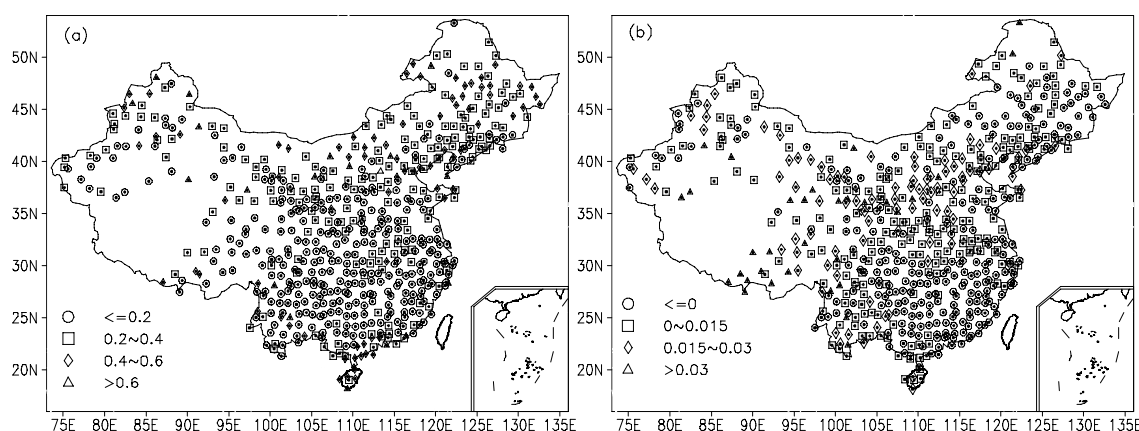 (a)
50N
45N
40N
35N
30N
25N
20N
<=0.2
0.2~0.4
0.4~0.6
>0.6
75E 80E 85E 90E 95E 100E 105E 110E 115E 120E 125E 130E 135E
(b)
50N
45N
40N
35N
30N
25N
20N
<=0
0~0.015
0.015~0.03
>0.03
75E 80E 85E 90E 95E 100E 105E 110E 115E 120E 125E 130E 135E